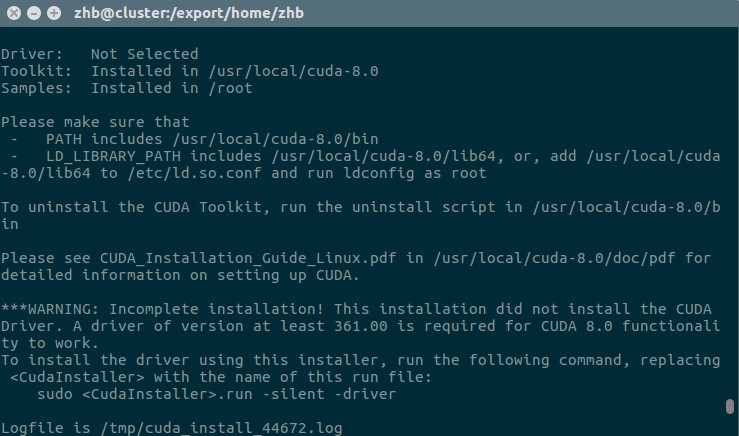 zhb@cluster:/export/home/zhb
Driver:   Not Selected
Toolkit:  Installed in /usr/local/cuda-8.0
Samples:  Installed in /root
Please make sure that
 -   PATH includes /usr/local/cuda-8.0/bin
 -   LD_LIBRARY_PATH includes /usr/local/cuda-8.0/lib64, or, add /usr/local/cuda
-8.0/lib64 to /etc/ld.so.conf and run ldconfig as root
To uninstall the CUDA Toolkit, run the uninstall script in /usr/local/cuda-8.0/b
in
Please see CUDA_Installation_Guide_Linux.pdf in /usr/local/cuda-8.0/doc/pdf for
detailed information on setting up CUDA.
***WARNING: Incomplete installation! This installation did not install the CUDA
Driver. A driver of version at least 361.00 is required for CUDA 8.0 functionali
ty to work.
To install the driver using this installer, run the following command, replacing
 <CudaInstaller> with the name of this run file:
    sudo <CudaInstaller>.run -silent -driver
Logfile is /tmp/cuda_install_44672.log